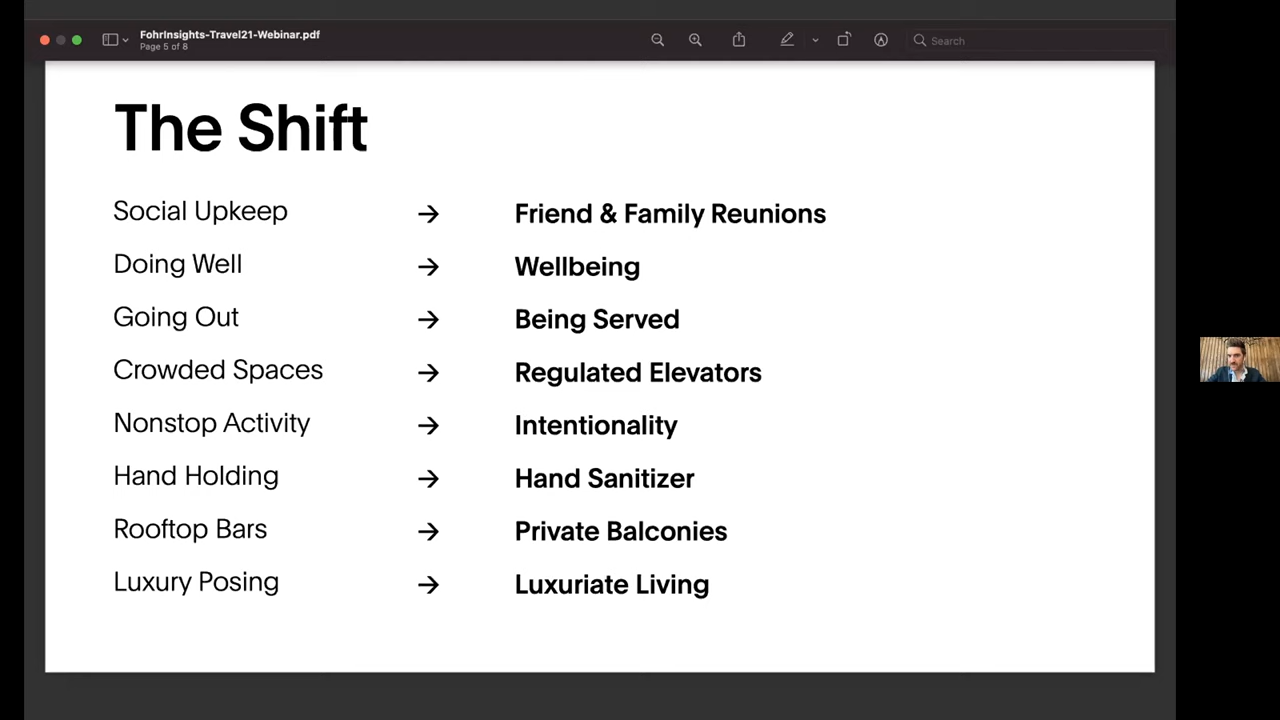 FohrInsights-Travel21-Webinar.pdf
Page 5 of 8
Search
The Shift
Social Upkeep → Friend & Family Reunions
Doing Well → Wellbeing
Going Out → Being Served
Crowded Spaces → Regulated Elevators
Nonstop Activity → Intentionality
Hand Holding → Hand Sanitizer
Rooftop Bars → Private Balconies
Luxury Posing → Luxuriate Living